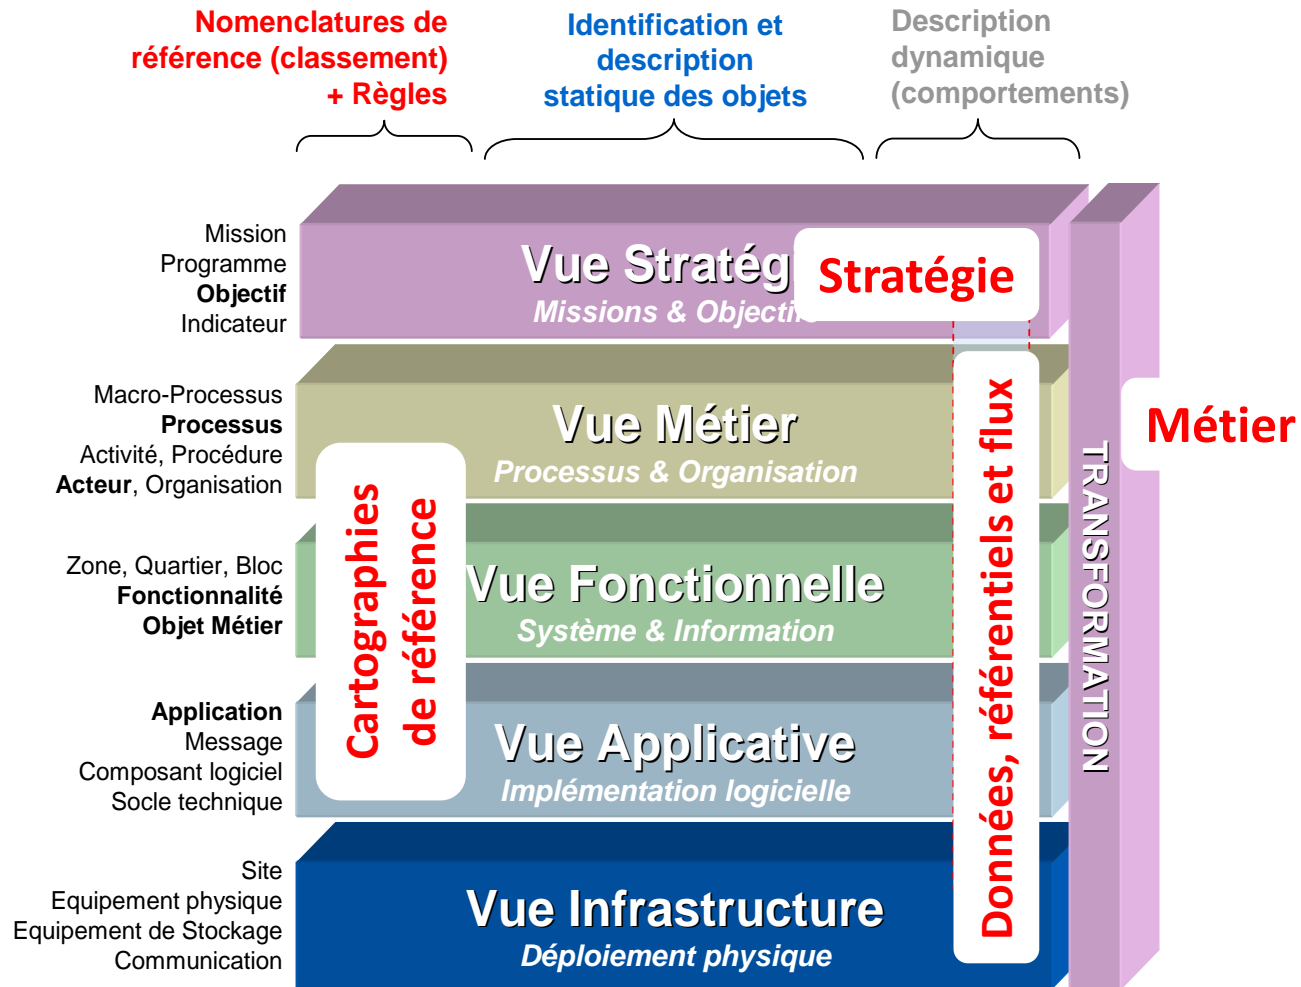 Nomenclatures de
référence (classement)
+ Règles
Identification et
description
statique des objets
Description
dynamique
(comportements)
Mission
Programme
Objectif
Indicateur
Vue Stratég
Missions & Objectifs
Stratégie
Macro-Processus
Processus
Activité, Procédure
Acteur, Organisation
Vue Métier
Processus & Organisation
Métier
Cartographies
de référence
Données, référentiels et flux
TRANSFORMATION
Zone, Quartier, Bloc
Fonctionnalité
Objet Métier
Vue Fonctionnelle
Système & Information
Application
Message
Composant logiciel
Socle technique
Vue Applicative
Implémentation logicielle
Site
Equipement physique
Equipement de Stockage
Communication
Vue Infrastructure
Déploiement physique